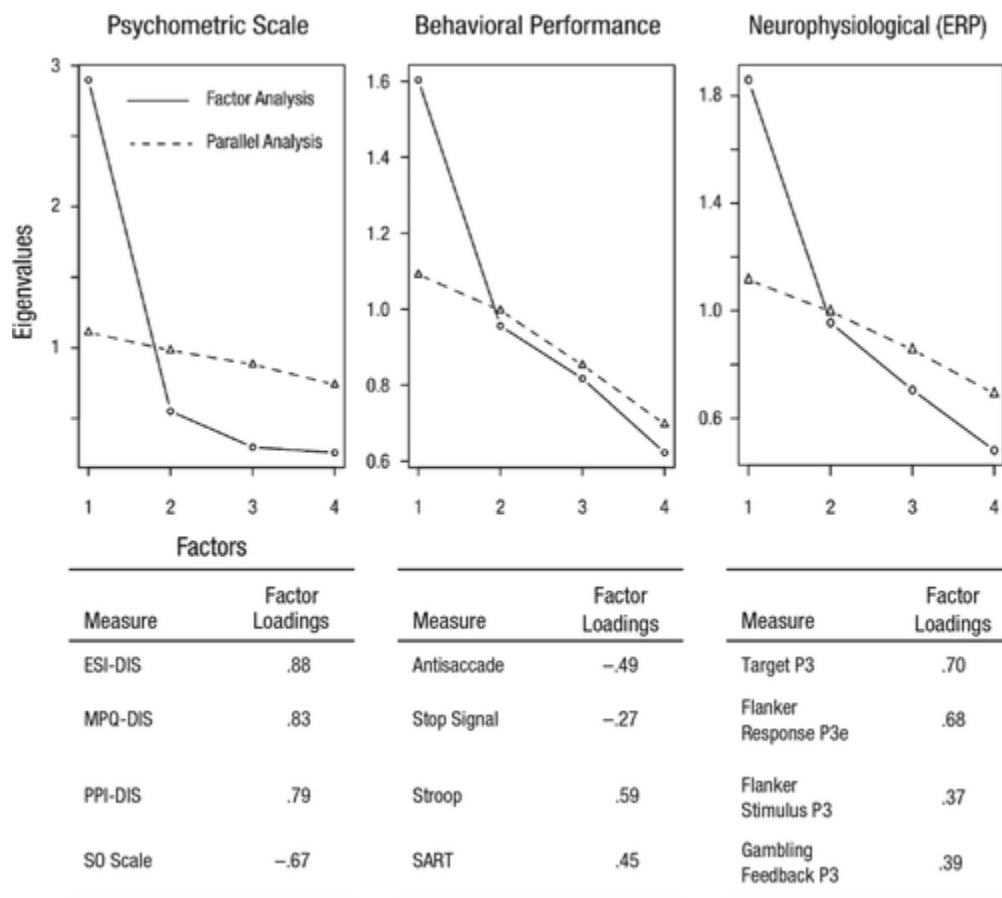 Psychometric Scale
Behavioral Performance
Neurophysiological (ERP)
Eigenvalues
3
2
1
Factor Analysis
Parallel Analysis
1 2 3 4
Factors
1.6
1.4
1.2
1.0
0.8
0.6
1 2 3 4
1.8
1.4
1.0
0.6
1 2 3 4
Measure Factor Loadings
ESI-DIS .88
MPQ-DIS .83
PPI-DIS .79
SO Scale –.67
Measure Factor Loadings
Antisaccade –.49
Stop Signal –.27
Stroop .59
SART .45
Measure Factor Loadings
Target P3 .70
Flanker
Response P3e .68
Flanker
Stimulus P3 .37
Gambling
Feedback P3 .39